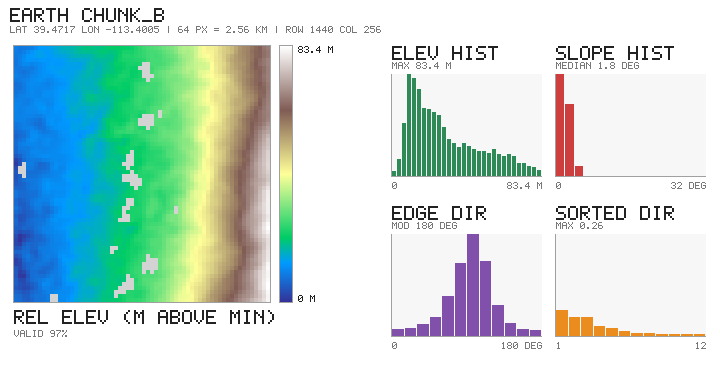 EARTH CHUNK_B
LAT 39.4717 LON -113.4005 | 64 PX = 2.56 KM | ROW 1440 COL 256
83.4 M
0 M
REL ELEV (M ABOVE MIN)
VALID 97%
ELEV HIST
MAX 83.4 M
0 83.4 M
SLOPE HIST
MEDIAN 1.8 DEG
0 32 DEG
EDGE DIR
MOD 180 DEG
0 180 DEG
SORTED DIR
MAX 0.26
1 12